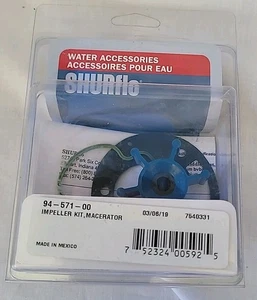 WATER ACCESSORIES
ACCESSOIRES POUR EAU
SHURflo
94-571-00
IMPELLER KIT, MACERATOR
03/06/19
7540331
MADE IN MEXICO
7 52324 00592 5